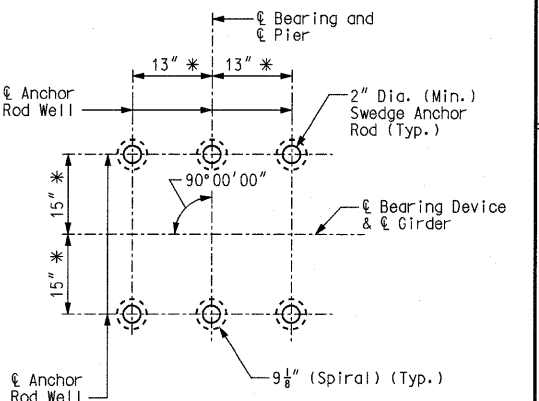 ℄ Bearing and
℄ Pier
13" * 13" *
℄ Anchor
Rod Well
2" Dia. (Min.)
Swedge Anchor
Rod (Typ.)
15" *
90°00'00"
℄ Bearing Device
& ℄ Girder
15" *
9⅛" (Spiral) (Typ.)
℄ Anchor
Rod Well